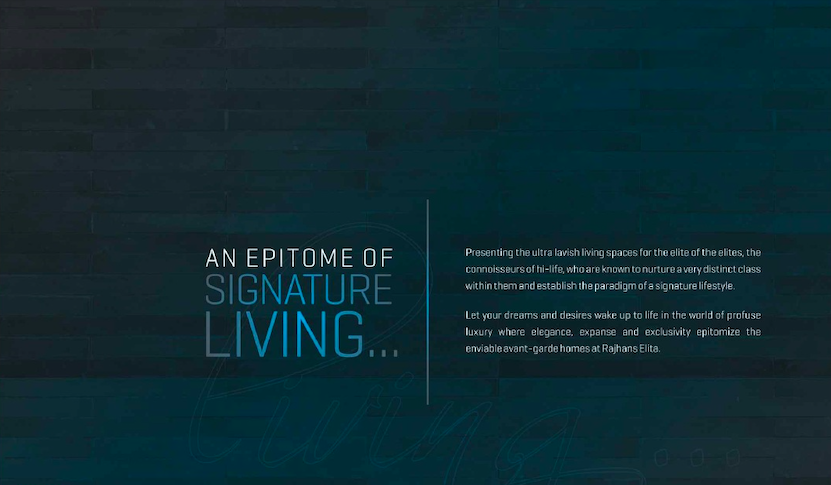 AN EPITOME OF
SIGNATURE
LIVING...
Presenting the ultra lavish living spaces for the elite of the elites, the
connoisseurs of hi-life, who are known to nurture a very distinct class
within them and establish the paradigm of a signature lifestyle.
Let your dreams and desires wake up to life in the world of profuse
luxury where elegance, expanse and exclusivity epitomize the
enviable avant-garde homes at Rajhans Elita.
Living...